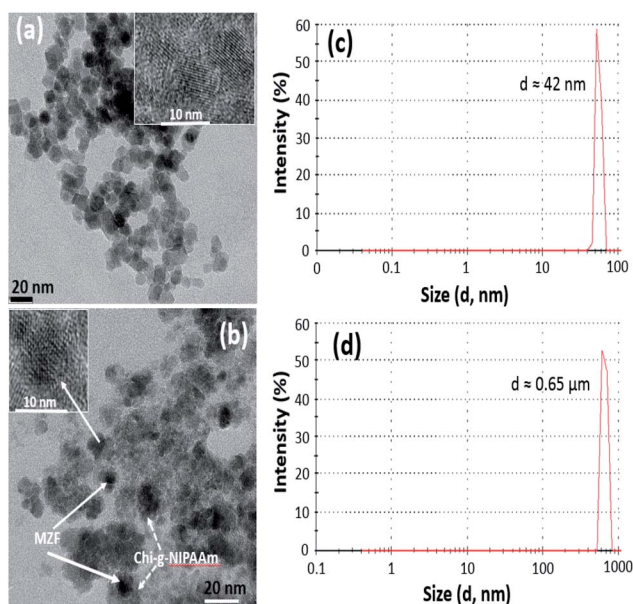 (a)
10 nm
20 nm
(b)
10 nm
MZF
Chi-g-NIPAAm
20 nm
(c)
d ≈ 42 nm
Intensity (%)
60
50
40
30
20
10
0
0
0.1
1
10
100
Size (d, nm)
(d)
d ≈ 0.65 µm
Intensity (%)
60
50
40
30
20
10
0
0.1
1
10
100
1000
Size (d, nm)